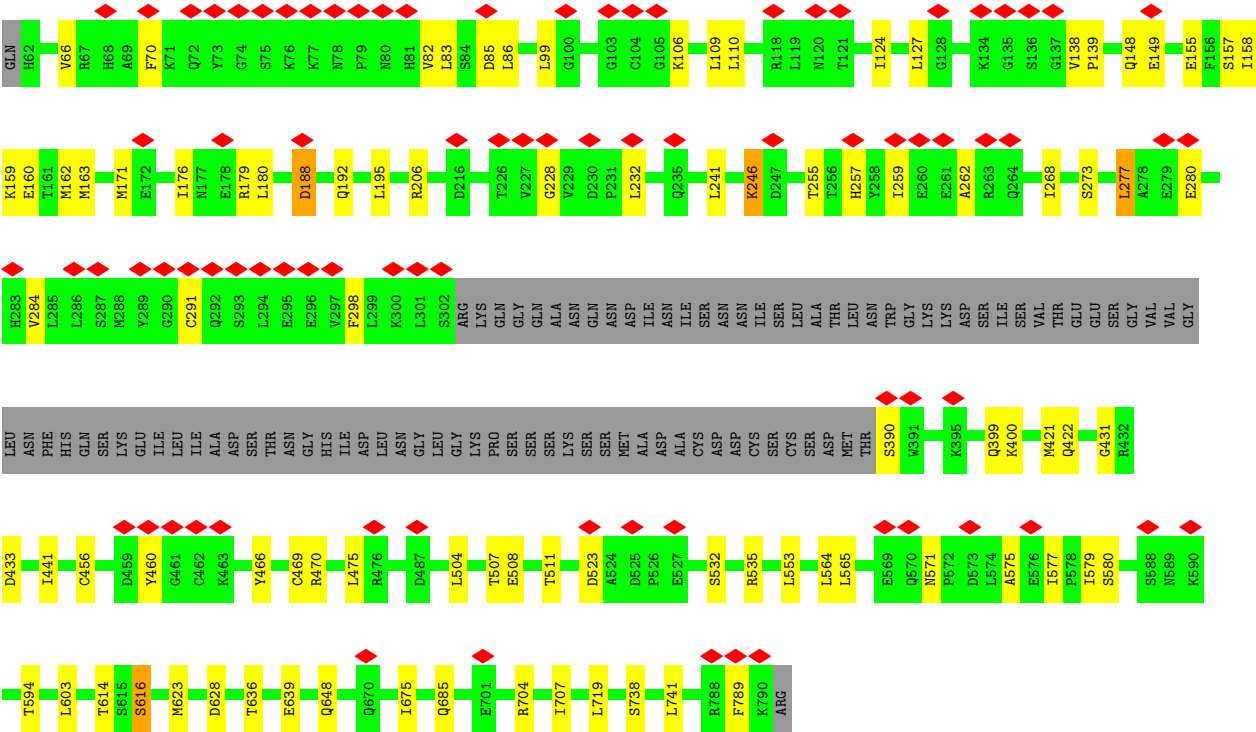 GLN H62 V66 R67 H68 A69 F70 K71 Q72 Y73 G74 S75 K76 K77 N78 P79 N80 H81 V82 L83 S84 D85 L86 L99 G100 G103 C104 G105 K106 L109 L110 R118 L119 N120 T121 I124 L127 G128 K134 G135 S136 G137 V138 P139 Q148 E149 E155 F156 S157 I158
K159 E160 T161 M162 M163 M171 E172 I176 N177 E178 R179 L180 D188 Q192 L195 R206 D216 T226 V227 G228 V229 D230 P231 L232 Q235 L241 K246 D247 T255 T256 H257 Y258 I259 E260 E261 A262 R263 Q264 I268 S273 L277 A278 E279 E280
H283 V284 L285 L286 S287 M288 Y289 G290 C291 Q292 S293 L294 E295 E296 V297 F298 L299 K300 L301 S302 ARG LYS GLN GLY GLN ALA ASN GLN ASN ASP ILE ASN ILE SER ASN ASN ILE SER LEU ALA THR LEU ASN TRP GLY LYS LYS ASP SER ILE SER VAL THR GLU GLU SER GLY VAL VAL GLY
LEU ASN PHE HIS GLN SER LYS GLU ILE LEU ILE ALA ASP SER THR ASN GLY HIS ILE ASP LEU ASN GLY LEU GLY LYS PRO SER SER SER LYS SER SER MET ALA ASP ALA CYS ASP ASP CYS SER CYS SER ASP MET THR S390 W391 K395 Q399 K400 M421 Q422 G431 R432
D433 I441 C456 D459 Y460 G461 C462 K463 Y466 C469 R470 L475 R476 D487 L504 T507 E508 T511 D523 A524 D525 P526 E527 S532 R535 L553 L564 L565 E569 Q570 N571 P572 D573 L574 A575 E576 I577 P578 I579 S580 S588 N589 K590
T594 L603 T614 S615 S616 M623 D628 T636 E639 Q648 Q670 I675 Q685 E701 R704 I707 L719 S738 L741 R788 F789 K790 ARG